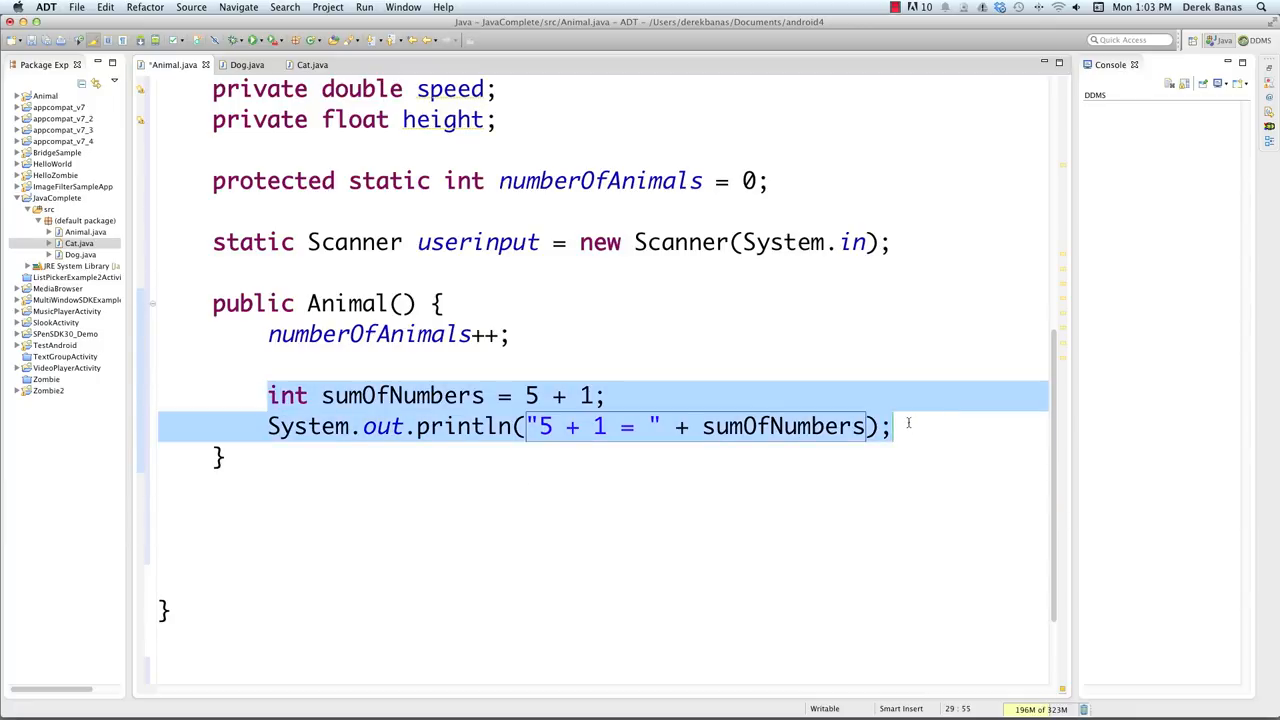 ADT File Edit Refactor Source Navigate Search Project Run Window Help
10 Mon 1:03 PM Derek Banas
Java – JavaComplete/src/Animal.java – ADT – /Users/derekbanas/Documents/android4
Quick Access Java DDMS
Package Exp
Animal
appcompat_v7
appcompat_v7_2
appcompat_v7_3
appcompat_v7_4
BridgeSample
HelloWorld
HelloZombie
ImageFilterSampleApp
JavaComplete
src
(default package)
Animal.java
Cat.java
Dog.java
JRE System Library [Ja
ListPickerExample2Activi
MediaBrowser
MultiWindowSDKExample
MusicPlayerActivity
SlookActivity
SPenSDK30_Demo
TestAndroid
TextGroupActivity
VideoPlayerActivity
Zombie
Zombie2
*Animal.java Dog.java Cat.java
private double speed;
private float height;
protected static int numberOfAnimals = 0;
static Scanner userinput = new Scanner(System.in);
public Animal() {
numberOfAnimals++;
int sumOfNumbers = 5 + 1;
System.out.println("5 + 1 = " + sumOfNumbers);
}
}
Console
DDMS
Writable Smart Insert 29 : 55 196M of 323M